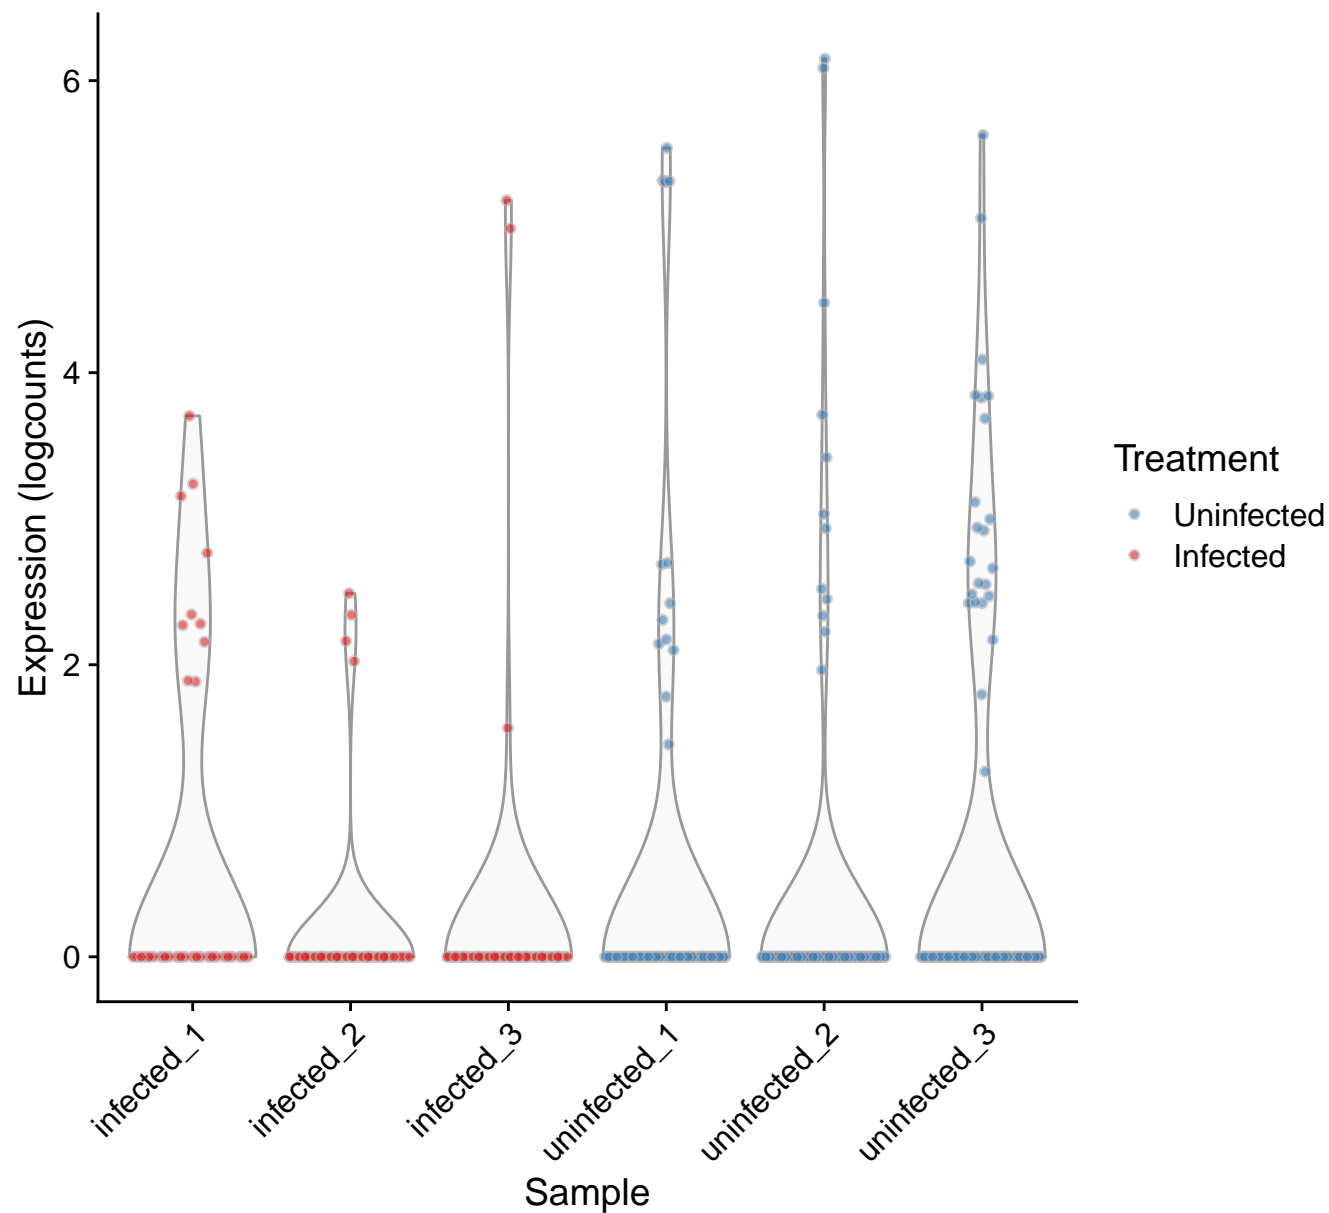 6
4
2
0
Expression (logcounts)
infected_1
infected_2
infected_3
uninfected_1
uninfected_2
uninfected_3
Sample
Treatment
Uninfected
Infected